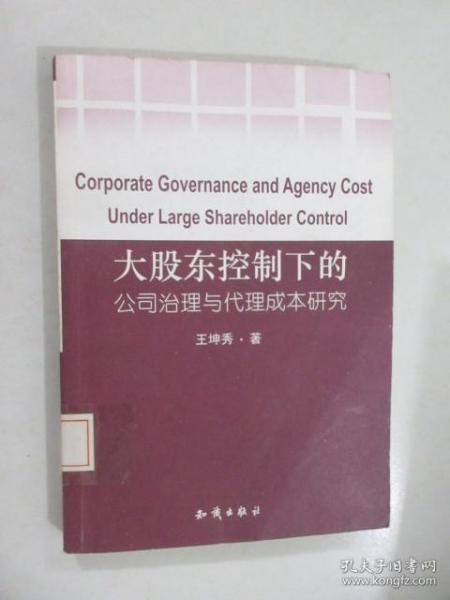 Corporate Governance and Agency Cost
Under Large Shareholder Control
大股东控制下的
公司治理与代理成本研究
王坤秀·著
知识出版社
孔夫子旧书网
www.kongfz.com